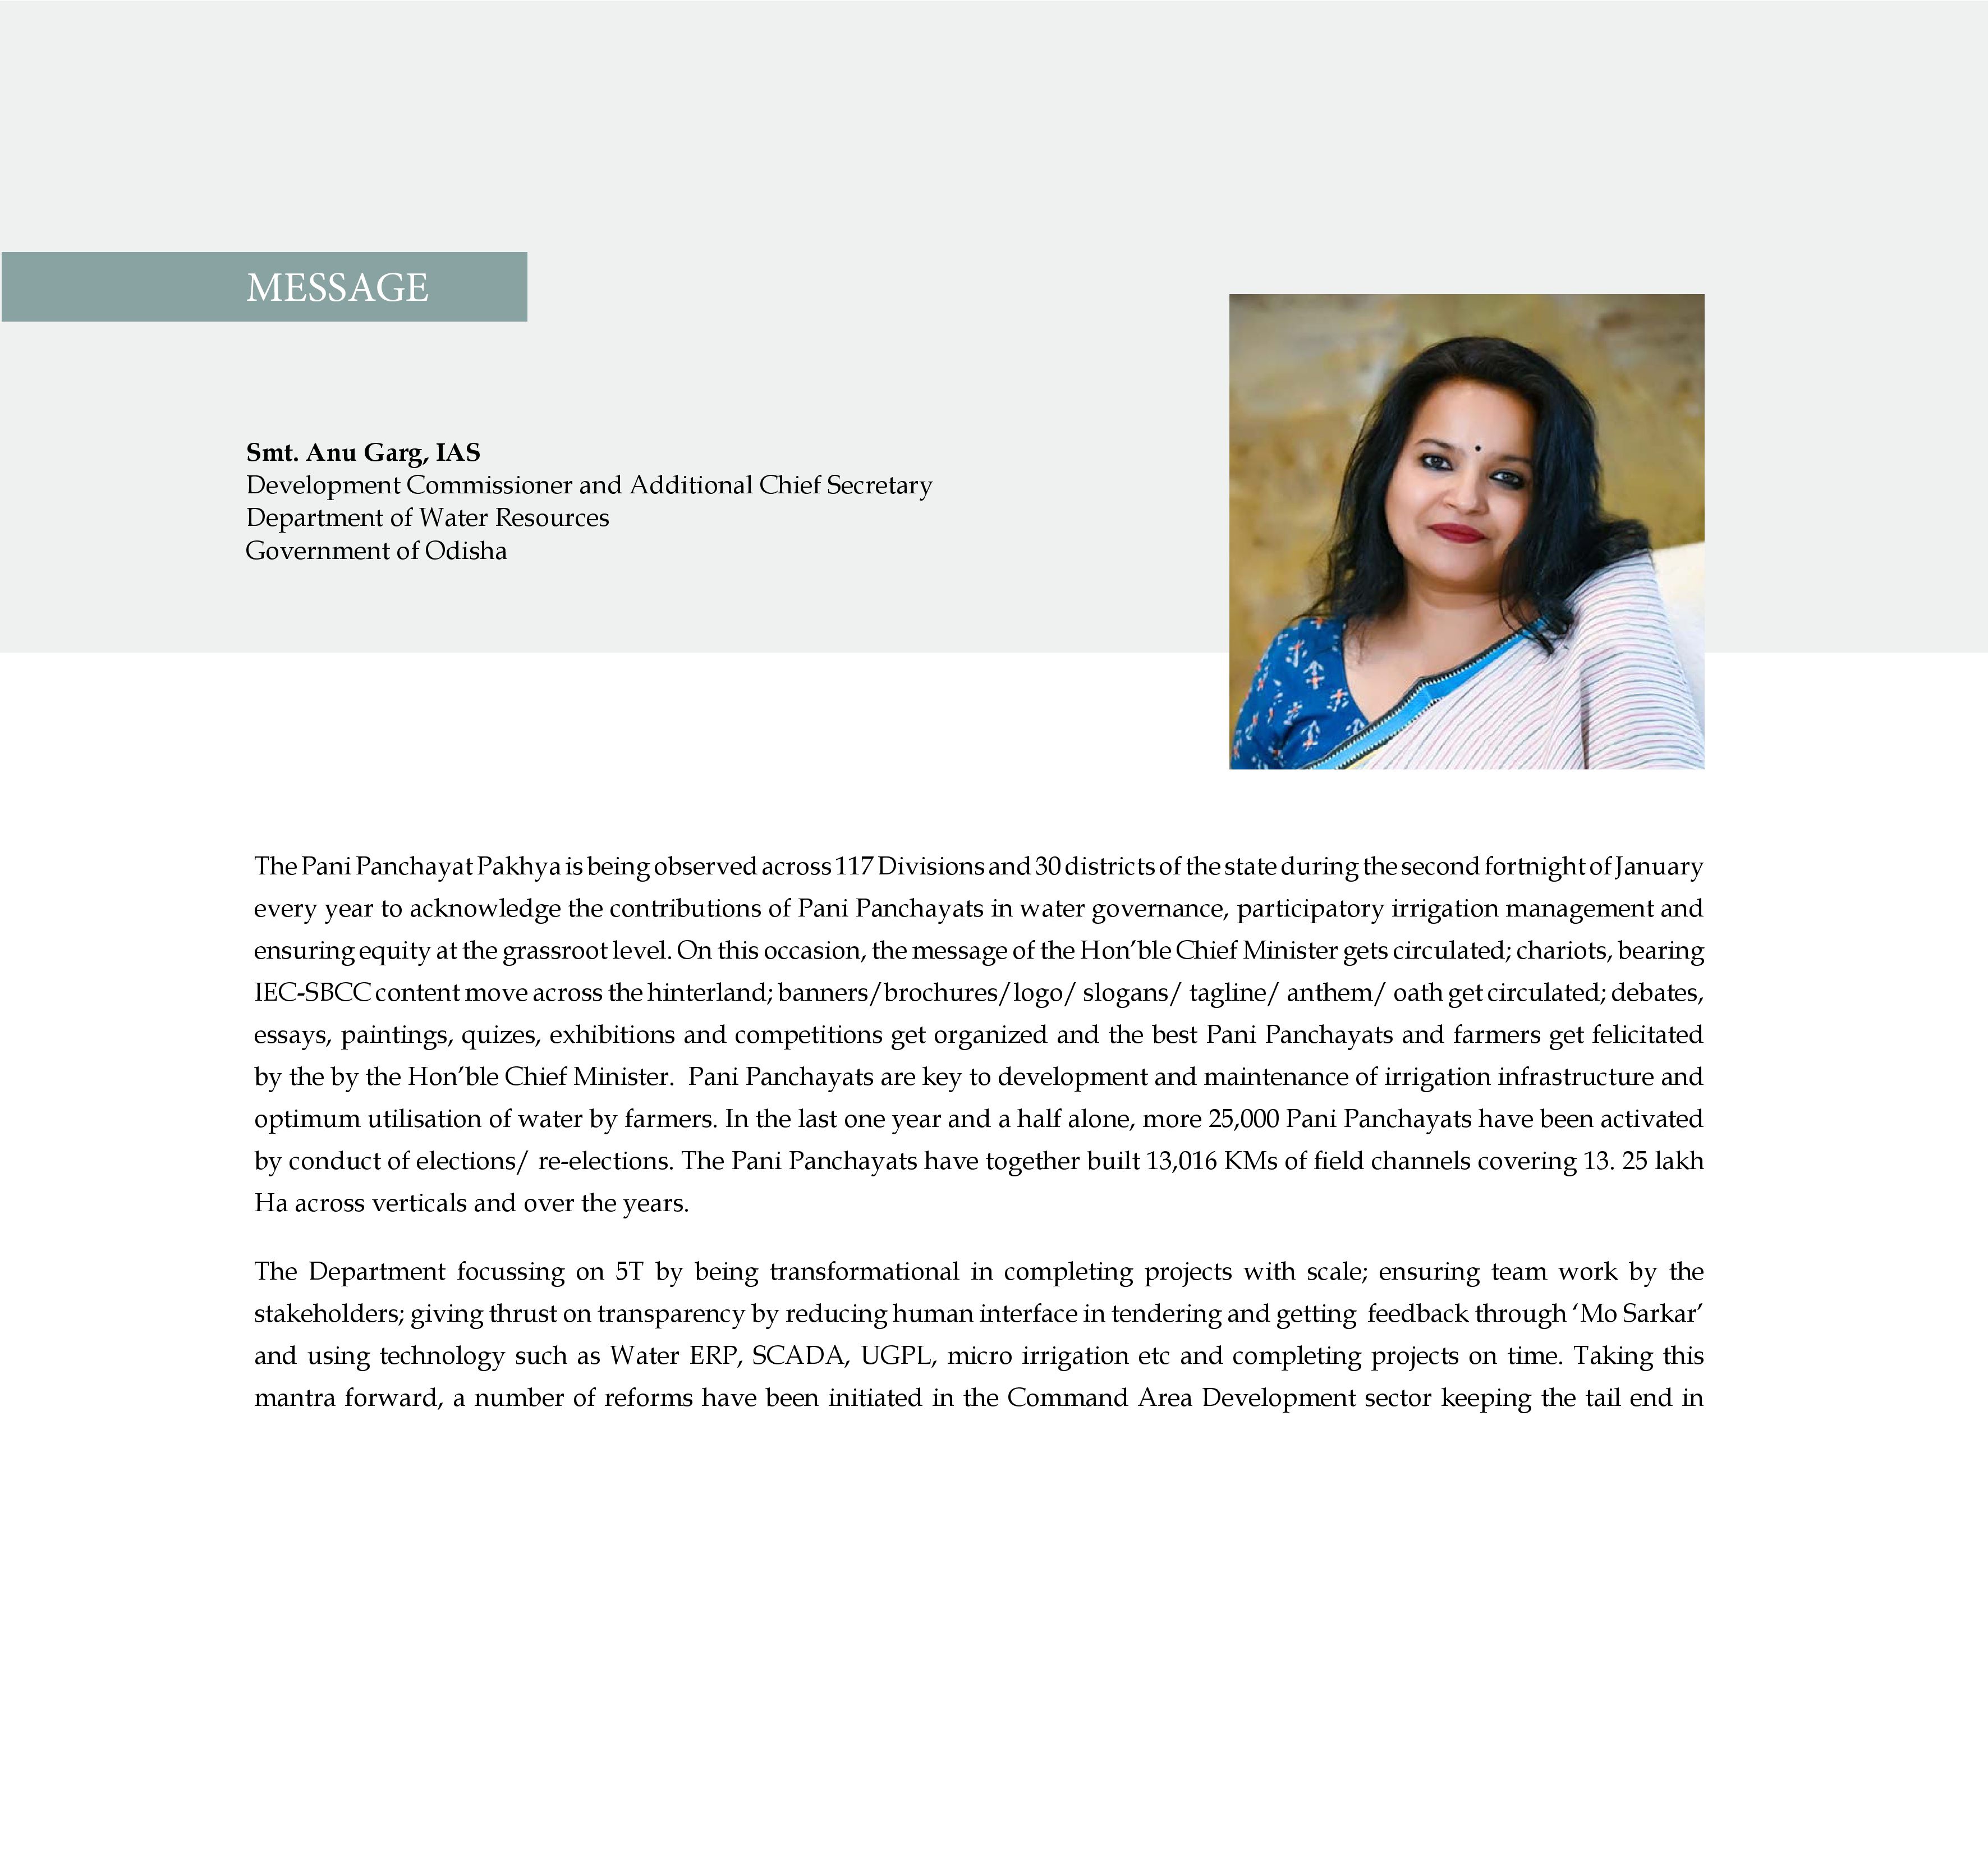 MESSAGE
Smt. Anu Garg, IAS
Development Commissioner and Additional Chief Secretary
Department of Water Resources
Government of Odisha
The Pani Panchayat Pakhya is being observed across 117 Divisions and 30 districts of the state during the second fortnight of January
every year to acknowledge the contributions of Pani Panchayats in water governance, participatory irrigation management and
ensuring equity at the grassroot level. On this occasion, the message of the Hon’ble Chief Minister gets circulated; chariots, bearing
IEC-SBCC content move across the hinterland; banners/brochures/logo/ slogans/ tagline/ anthem/ oath get circulated; debates,
essays, paintings, quizes, exhibitions and competitions get organized and the best Pani Panchayats and farmers get felicitated
by the by the Hon’ble Chief Minister.  Pani Panchayats are key to development and maintenance of irrigation infrastructure and
optimum utilisation of water by farmers. In the last one year and a half alone, more 25,000 Pani Panchayats have been activated
by conduct of elections/ re-elections. The Pani Panchayats have together built 13,016 KMs of field channels covering 13. 25 lakh
Ha across verticals and over the years.
The Department focussing on 5T by being transformational in completing projects with scale; ensuring team work by the
stakeholders; giving thrust on transparency by reducing human interface in tendering and getting  feedback through ‘Mo Sarkar’
and using technology such as Water ERP, SCADA, UGPL, micro irrigation etc and completing projects on time. Taking this
mantra forward, a number of reforms have been initiated in the Command Area Development sector keeping the tail end in